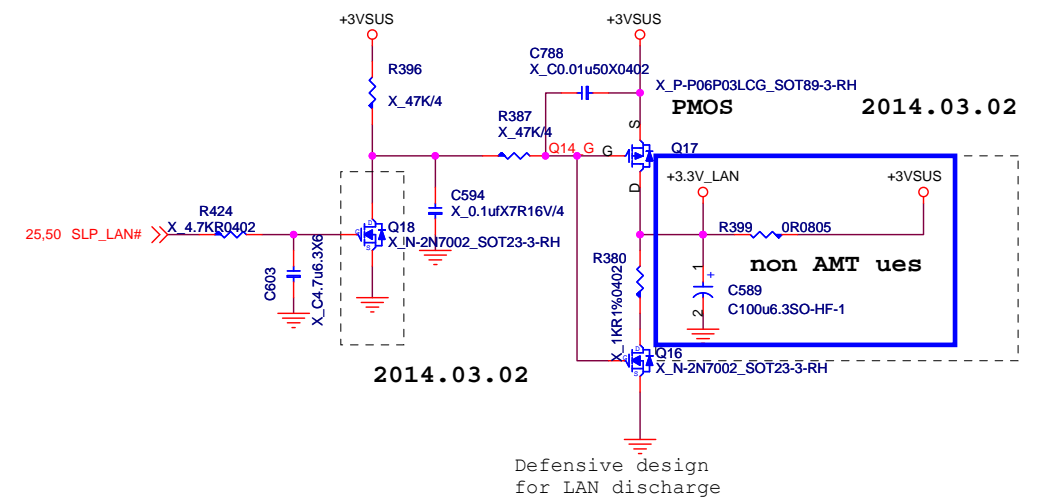 +3VSUS
+3VSUS
C788
X_C0.01u50X0402
R396
X_47K/4
X_P-P06P03LCG_SOT89-3-RH
PMOS
2014.03.02
R387
X_47K/4
S
Q14_G
G
Q17
D
+3.3V_LAN
+3VSUS
C594
X_0.1ufX7R16V/4
R424
X_4.7KR0402
25,50 SLP_LAN#
Q18
X_N-2N7002_SOT23-3-RH
D
G
S
R399
0R0805
non AMT ues
R380
X_1KR1%0402
C603
X_C4.7u6.3X6
1
+
C589
C100u6.3SO-HF-1
2
Q16
X_N-2N7002_SOT23-3-RH
D
G
S
2014.03.02
Defensive design
for LAN discharge